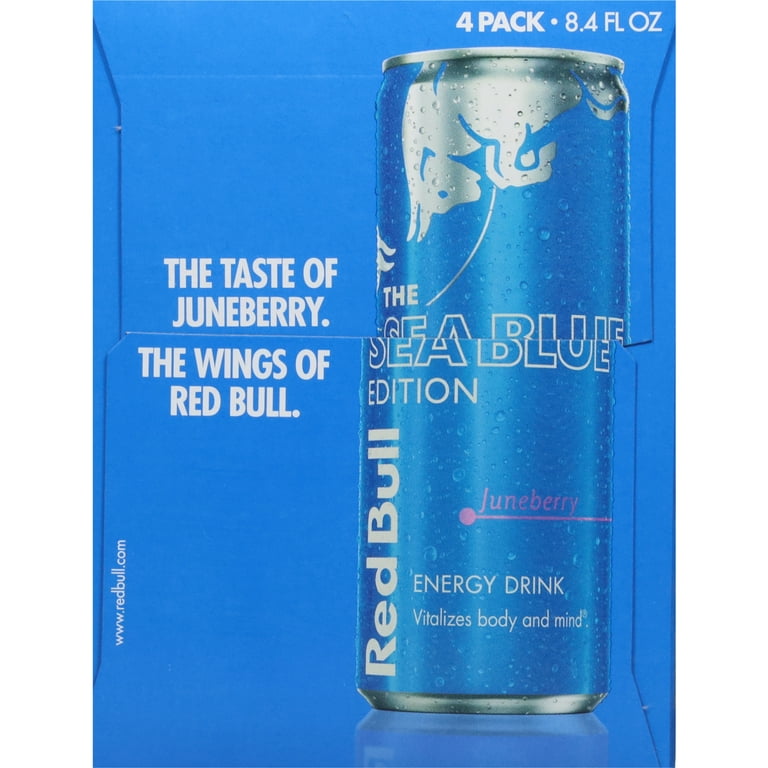 4 PACK • 8.4 FL OZ
THE TASTE OF
JUNEBERRY.
THE WINGS OF
RED BULL.
THE
SEA BLUE
EDITION
Red Bull
Juneberry
ENERGY DRINK
Vitalizes body and mind®.
www.redbull.com